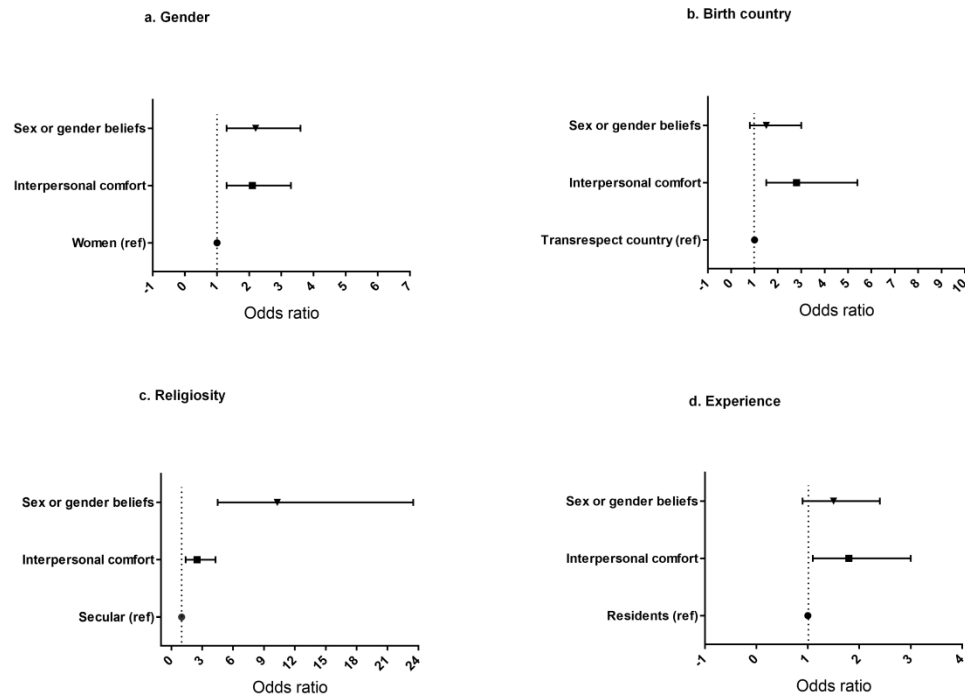 a. Gender
Sex or gender beliefs
Interpersonal comfort
Women (ref)
-1 0 1 2 3 4 5 6 7
Odds ratio
b. Birth country
Sex or gender beliefs
Interpersonal comfort
Transrespect country (ref)
-1 0 1 2 3 4 5 6 7 8 9 10
Odds ratio
c. Religiosity
Sex or gender beliefs
Interpersonal comfort
Secular (ref)
0 3 6 9 12 15 18 21 24
Odds ratio
d. Experience
Sex or gender beliefs
Interpersonal comfort
Residents (ref)
-1 0 1 2 3 4
Odds ratio